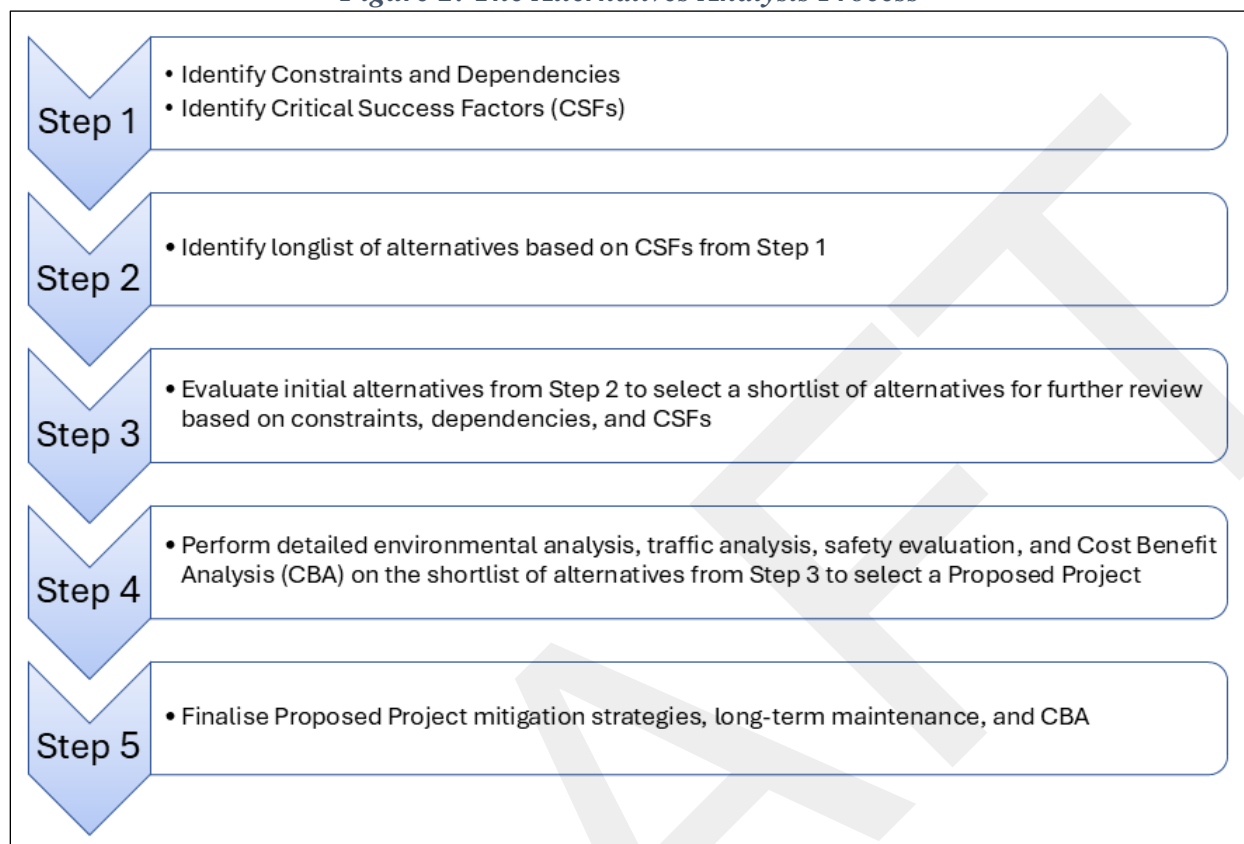 Figure 2: The Alternatives Analysis Process
Step 1
• Identify Constraints and Dependencies
• Identify Critical Success Factors (CSFs)
Step 2
• Identify longlist of alternatives based on CSFs from Step 1
Step 3
• Evaluate initial alternatives from Step 2 to select a shortlist of alternatives for further review
based on constraints, dependencies, and CSFs
Step 4
• Perform detailed environmental analysis, traffic analysis, safety evaluation, and Cost Benefit
Analysis (CBA) on the shortlist of alternatives from Step 3 to select a Proposed Project
Step 5
• Finalise Proposed Project mitigation strategies, long-term maintenance, and CBA
AFT